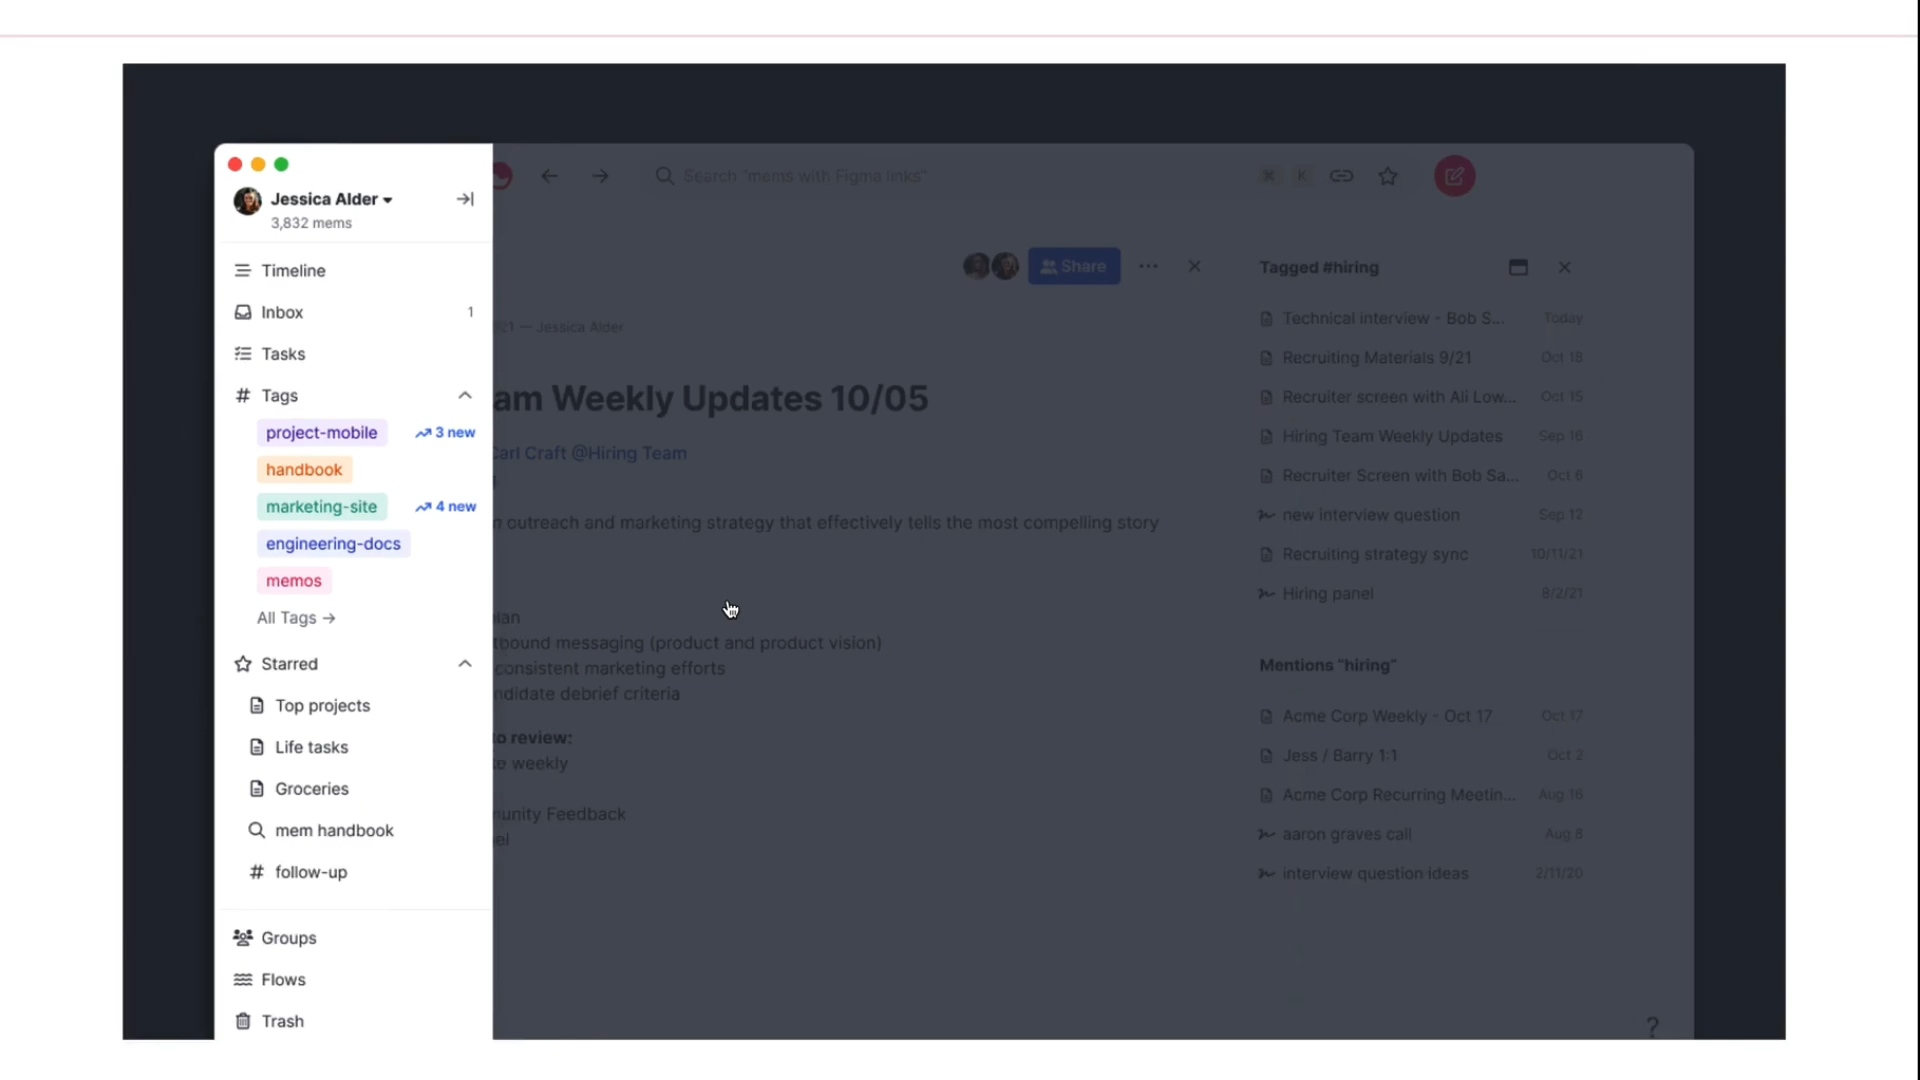 Jessica Alder
3,832 mems
Timeline
Inbox 1
Tasks
# Tags
project-mobile 3 new
handbook
marketing-site 4 new
engineering-docs
memos
All Tags →
Starred
Top projects
Life tasks
Groceries
mem handbook
# follow-up
Groups
Flows
Trash
Search "mems with Figma links" ⌘ K
Share ...
21 — Jessica Alder
am Weekly Updates 10/05
Carl Craft @Hiring Team
outreach and marketing strategy that effectively tells the most compelling story
lan
tbound messaging (product and product vision)
consistent marketing efforts
ndidate debrief criteria
o review:
weekly
unity Feedback
el
Tagged #hiring
Technical interview - Bob S... Today
Recruiting Materials 9/21 Oct 18
Recruiter screen with Ali Low... Oct 15
Hiring Team Weekly Updates Sep 16
Recruiter Screen with Bob Sa... Oct 6
new interview question Sep 12
Recruiting strategy sync 10/11/21
Hiring panel 8/2/21
Mentions "hiring"
Acme Corp Weekly - Oct 17 Oct 17
Jess / Barry 1:1 Oct 2
Acme Corp Recurring Meetin... Aug 16
aaron graves call Aug 8
interview question ideas 2/11/20
?